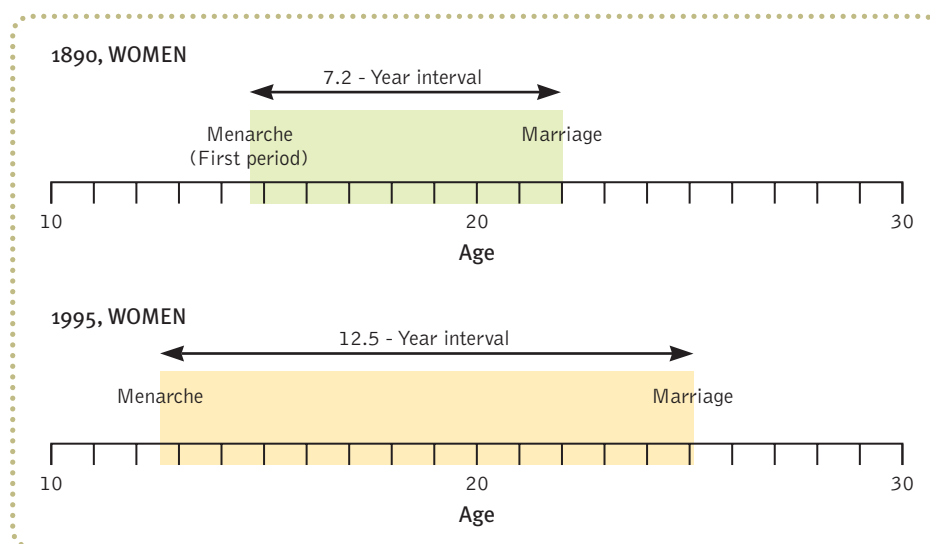 1890, WOMEN
7.2 - Year interval
Menarche
(First period)
Marriage
10
20
30
Age
1995, WOMEN
12.5 - Year interval
Menarche
Marriage
10
20
30
Age